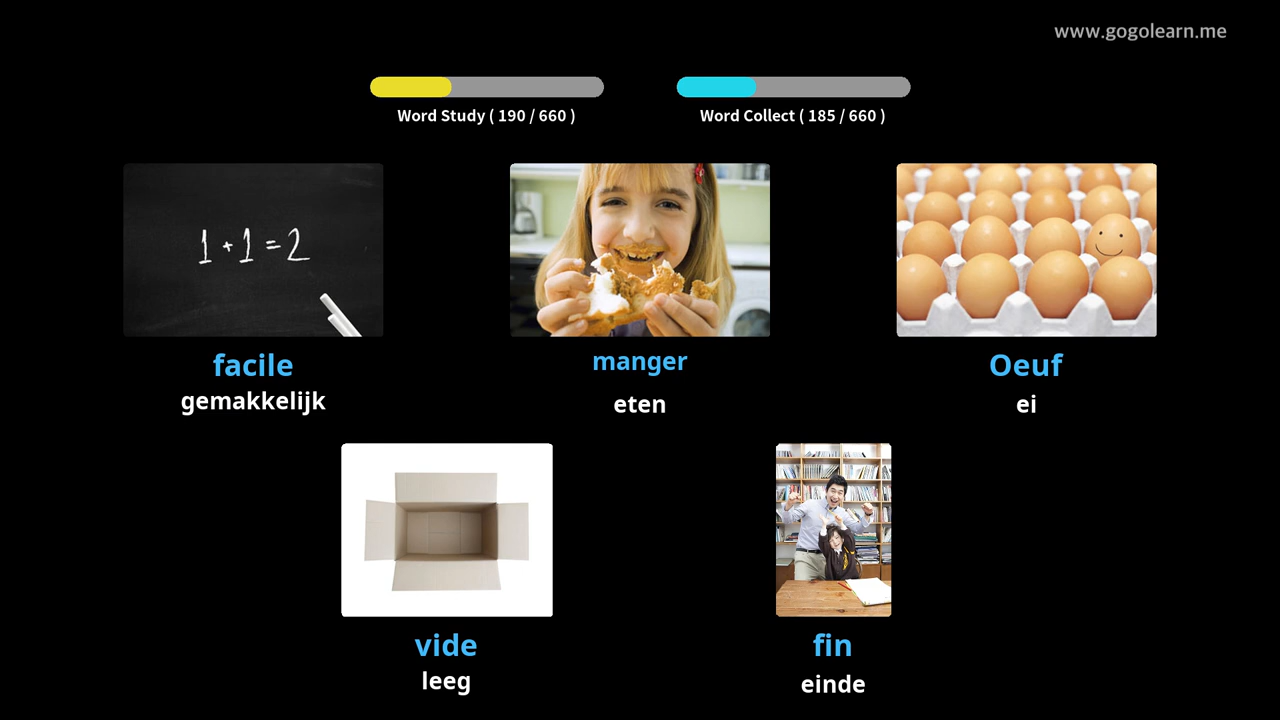 www.gogolearn.me
Word Study ( 190 / 660 )
Word Collect ( 185 / 660 )
1 + 1 = 2
facile
gemakkelijk
manger
eten
Oeuf
ei
vide
leeg
fin
einde